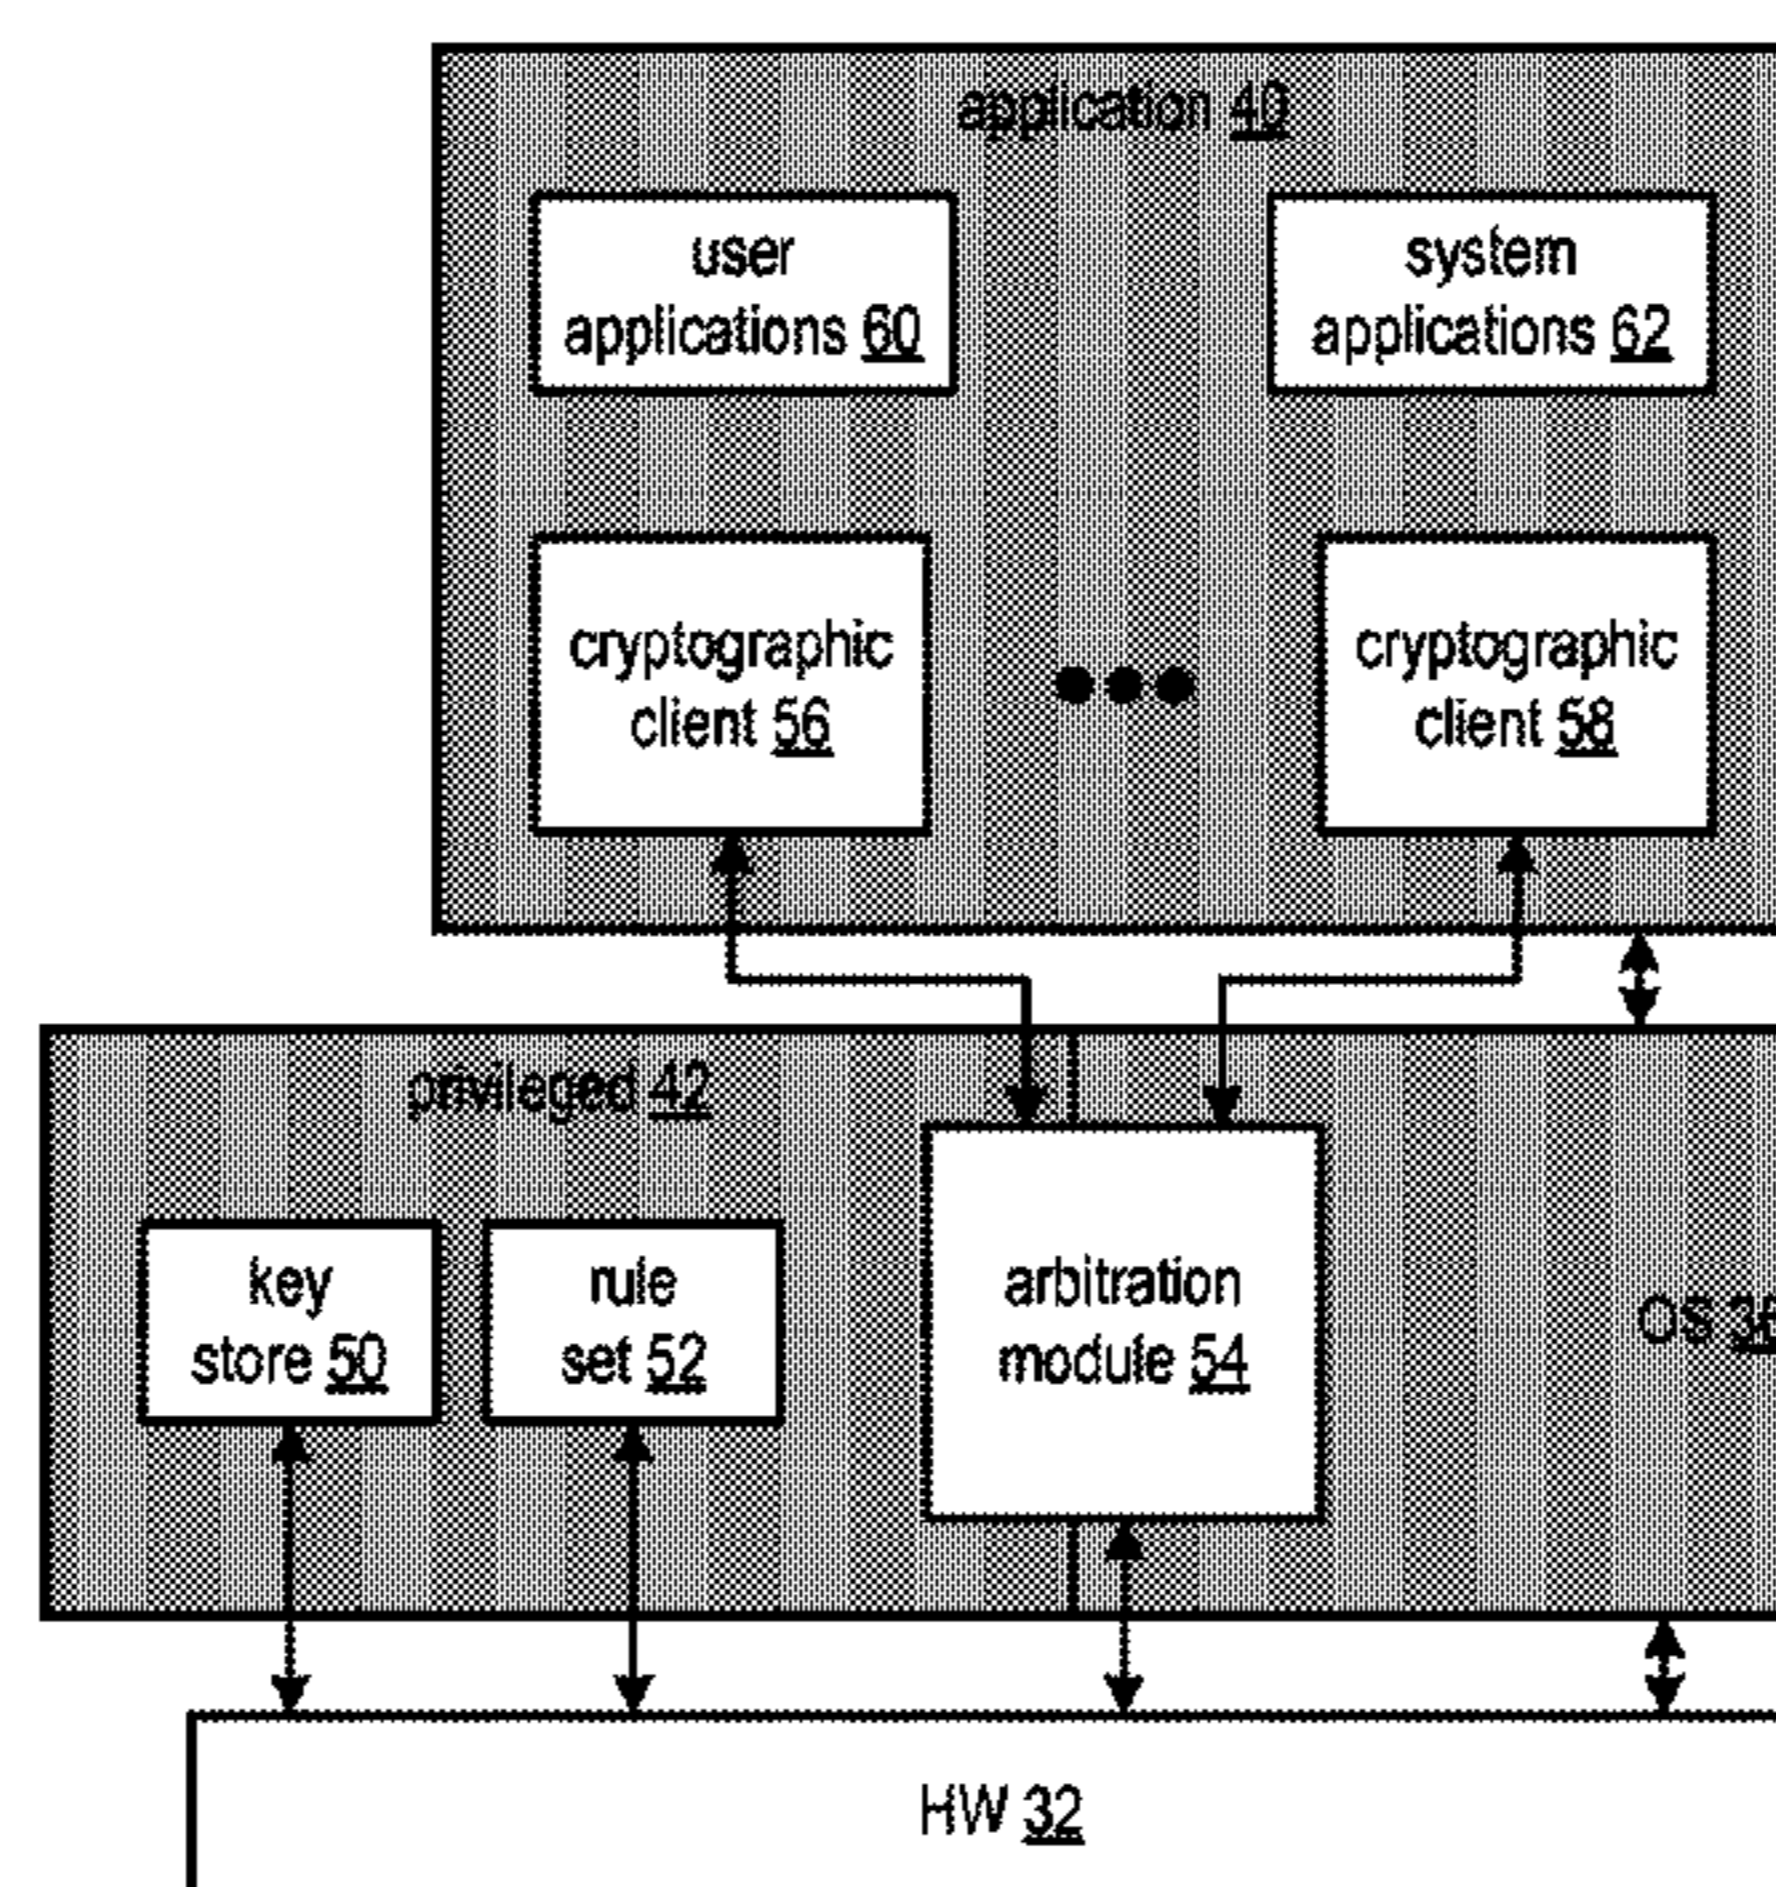 application 40
user
applications 60
system
applications 62
cryptographic
client 56
cryptographic
client 58
privileged 42
key
store 50
rule
set 52
arbitration
module 54
OS
HW 32